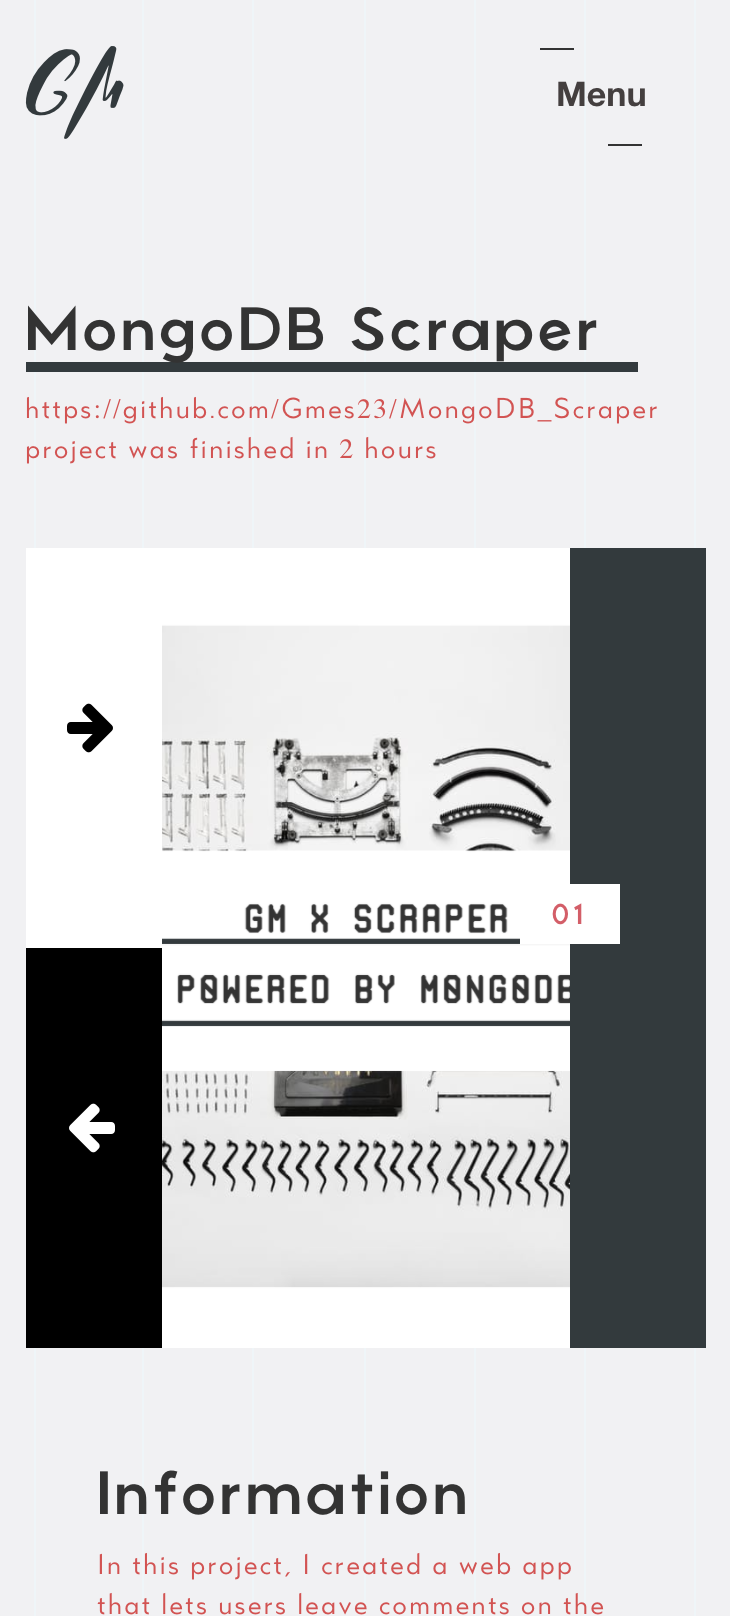 GM
Menu
MongoDB Scraper
https://github.com/Gmes23/MongoDB_Scraper
project was finished in 2 hours
GM X SCRAPER
01
POWERED BY MONGODB
Information
In this project, I created a web app
that lets users leave comments on the